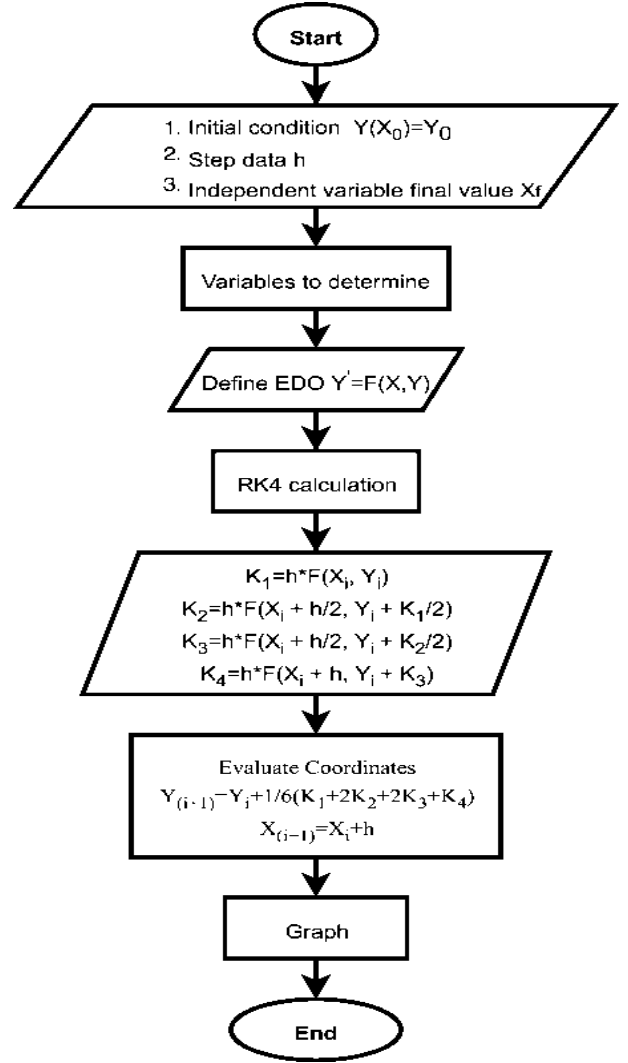 Start
1. Initial condition Y(X₀)=Y₀
2. Step data h
3. Independent variable final value Xf
Variables to determine
Define EDO Y'=F(X,Y)
RK4 calculation
K₁=h*F(Xᵢ, Yᵢ)
K₂=h*F(Xᵢ + h/2, Yᵢ + K₁/2)
K₃=h*F(Xᵢ + h/2, Yᵢ + K₂/2)
K₄=h*F(Xᵢ + h, Yᵢ + K₃)
Evaluate Coordinates
Y₍ᵢ₊₁₎=Yᵢ+1/6(K₁+2K₂+2K₃+K₄)
X₍ᵢ₊₁₎=Xᵢ+h
Graph
End